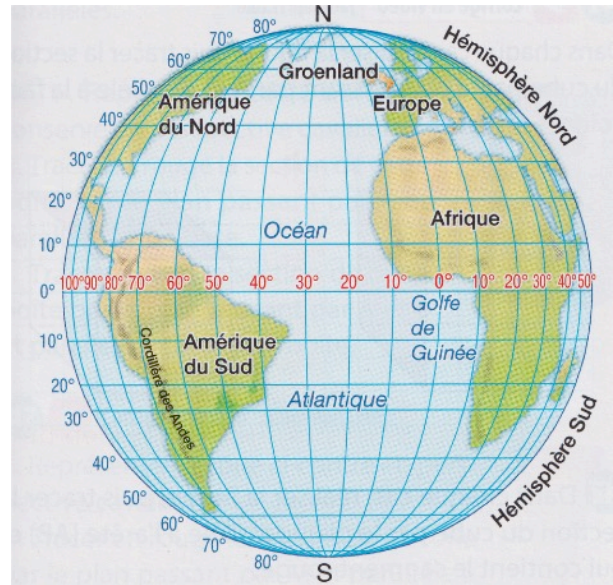 N
80°
70°
60°
50°
40°
30°
20°
10°
0°
Hémisphère Nord
Groenland
Amérique
du Nord
Europe
Afrique
Océan
100° 90° 80° 70° 60° 50° 40° 30° 20° 10° 0° 10° 20° 30° 40° 50°
Golfe
de
Guinée
Cordillère des Andes
Amérique
du Sud
Atlantique
Hémisphère Sud
10°
20°
30°
40°
50°
60°
70°
80°
S